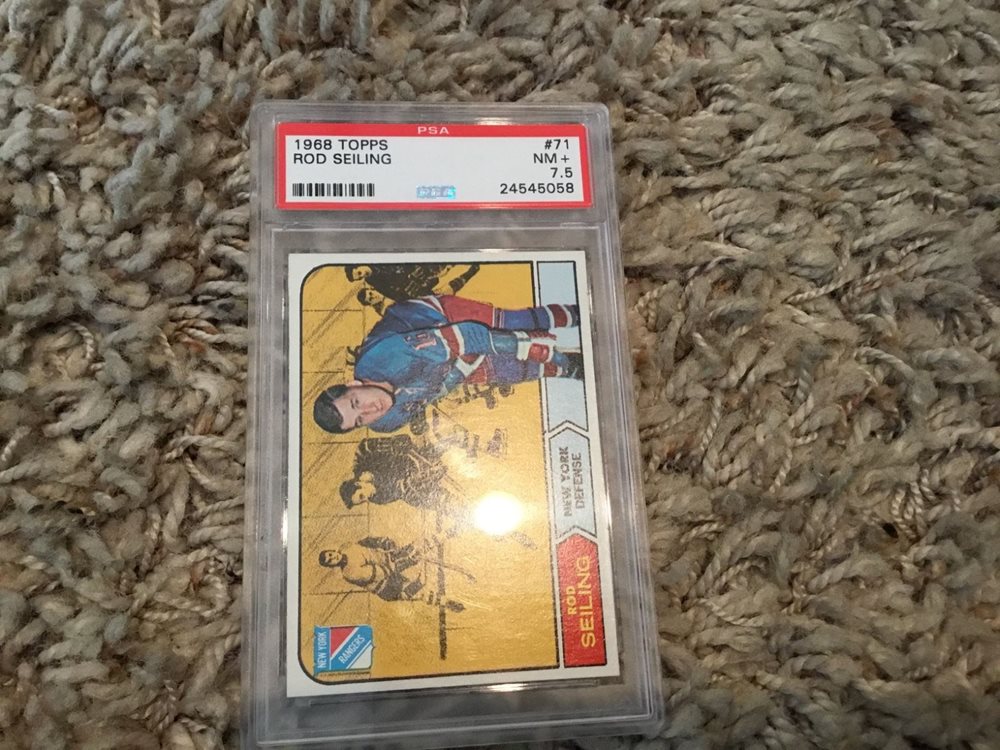 PSA
1968 TOPPS #71
ROD SEILING NM +
7.5
24545058
NEW YORK
RANGERS
ROD
SEILING
NEW YORK
DEFENSE